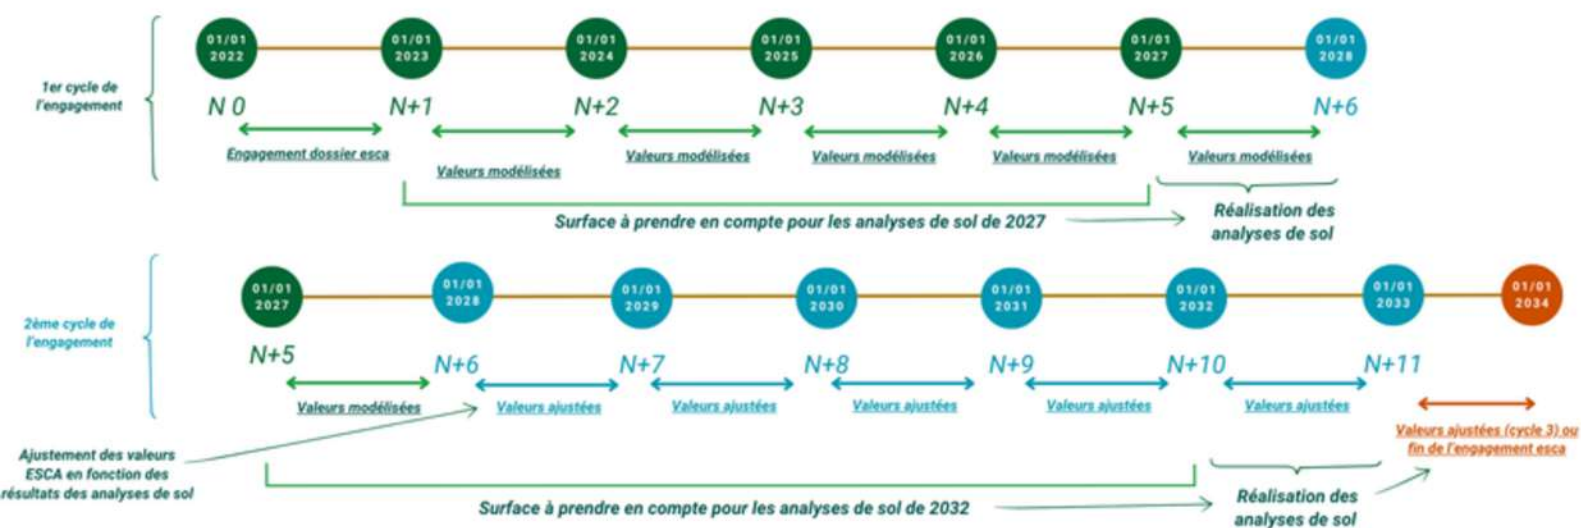 01/01
2022
01/01
2023
01/01
2024
01/01
2025
01/01
2026
01/01
2027
01/01
2028
1er cycle de
l'engagement
N 0
N+1
N+2
N+3
N+4
N+5
N+6
Engagement dossier esca
Valeurs modélisées
Valeurs modélisées
Valeurs modélisées
Valeurs modélisées
Valeurs modélisées
Surface à prendre en compte pour les analyses de sol de 2027
Réalisation des
analyses de sol
01/01
2027
01/01
2028
01/01
2029
01/01
2030
01/01
2031
01/01
2032
01/01
2033
01/01
2034
2ème cycle de
l'engagement
N+5
N+6
N+7
N+8
N+9
N+10
N+11
Valeurs modélisées
Valeurs ajustées
Valeurs ajustées
Valeurs ajustées
Valeurs ajustées
Valeurs ajustées
Valeurs ajustées (cycle 3) ou
fin de l'engagement esca
Ajustement des valeurs
ESCA en fonction des
résultats des analyses de sol
Surface à prendre en compte pour les analyses de sol de 2032
Réalisation des
analyses de sol